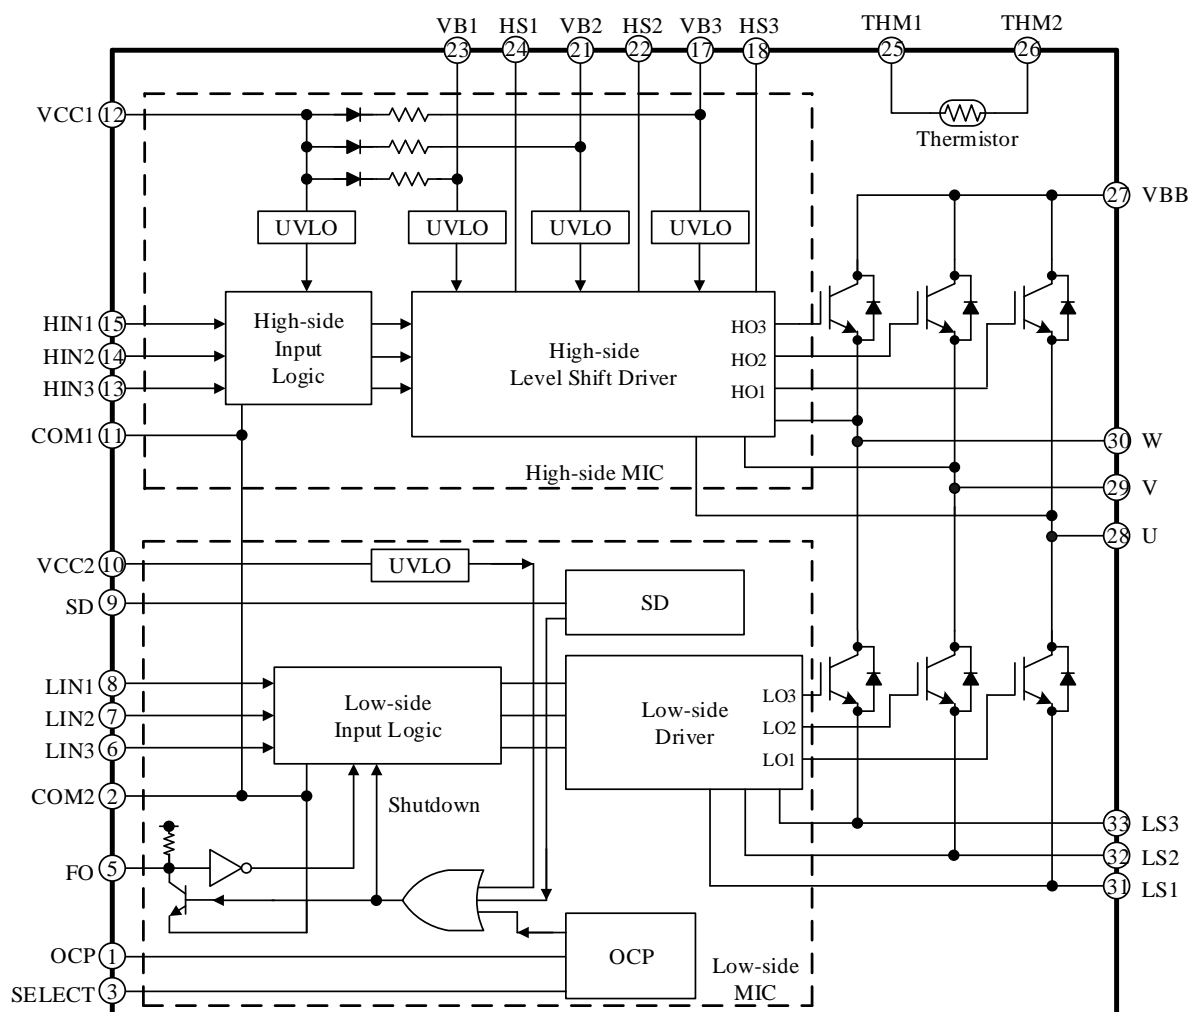 VB1 HS1 VB2 HS2 VB3 HS3 THM1 THM2
23 24 21 22 17 18 25 26
VCC1 12
Thermistor
27 VBB
UVLO UVLO UVLO UVLO
HIN1 15
HIN2 14
HIN3 13
COM1 11
High-side
Input
Logic
High-side
Level Shift Driver
HO3
HO2
HO1
High-side MIC
30 W
29 V
28 U
VCC2 10
UVLO
SD 9
SD
LIN1 8
LIN2 7
LIN3 6
COM2 2
Low-side
Input Logic
Low-side
Driver
LO3
LO2
LO1
Shutdown
33 LS3
32 LS2
31 LS1
FO 5
OCP 1
OCP
SELECT 3
Low-side
MIC